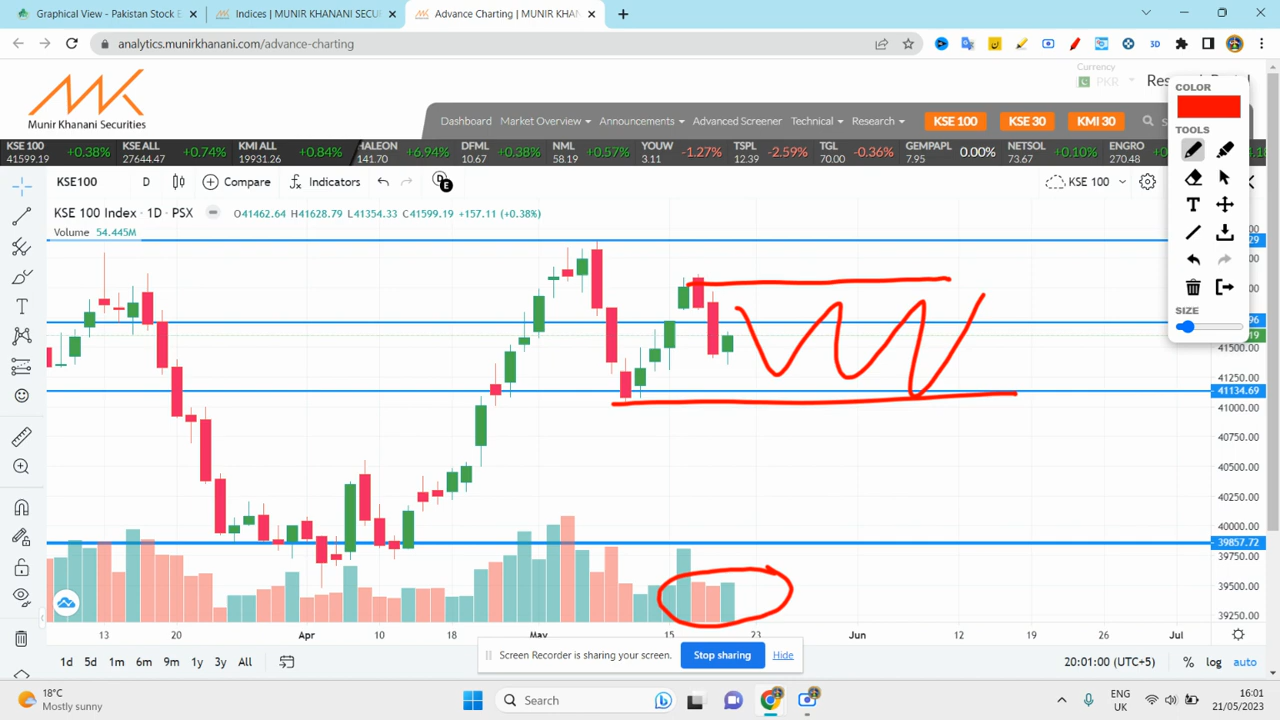 Graphical View - Pakistan Stock E
Indices | MUNIR KHANANI SECUR
Advance Charting | MUNIR KHAN
analytics.munirkhanani.com/advance-charting
Munir Khanani Securities
Currency
PKR
Dashboard Market Overview Announcements Advanced Screener Technical Research KSE 100 KSE 30 KMI 30
KSE 100 41599.19 +0.38%
KSE ALL 27644.47 +0.74%
KMI ALL 19931.26 +0.84%
HALEON 141.70 +6.94%
DFML 10.67 +0.38%
NML 58.19 +0.57%
YOUW 3.11 -1.27%
TSPL 12.39 -2.59%
TGL 70.00 -0.36%
GEMPAPL 7.95 0.00%
NETSOL 73.67 +0.10%
ENGRO 270.48
KSE100 D Compare Indicators KSE 100
KSE 100 Index · 1D · PSX O41462.64 H41628.79 L41354.33 C41599.19 +157.11 (+0.38%)
Volume 54.445M
COLOR
TOOLS
T
SIZE
41500.00
41250.00
41134.69
41000.00
40750.00
40500.00
40250.00
40000.00
39857.72
39750.00
39500.00
39250.00
13 20 Apr 10 18 May 15 23 Jun 12 19 26 Jul
1d 5d 1m 6m 9m 1y 3y All
20:01:00 (UTC+5) % log auto
Screen Recorder is sharing your screen. Stop sharing Hide
18°C
Mostly sunny
Search
ENG
UK
16:01
21/05/2023